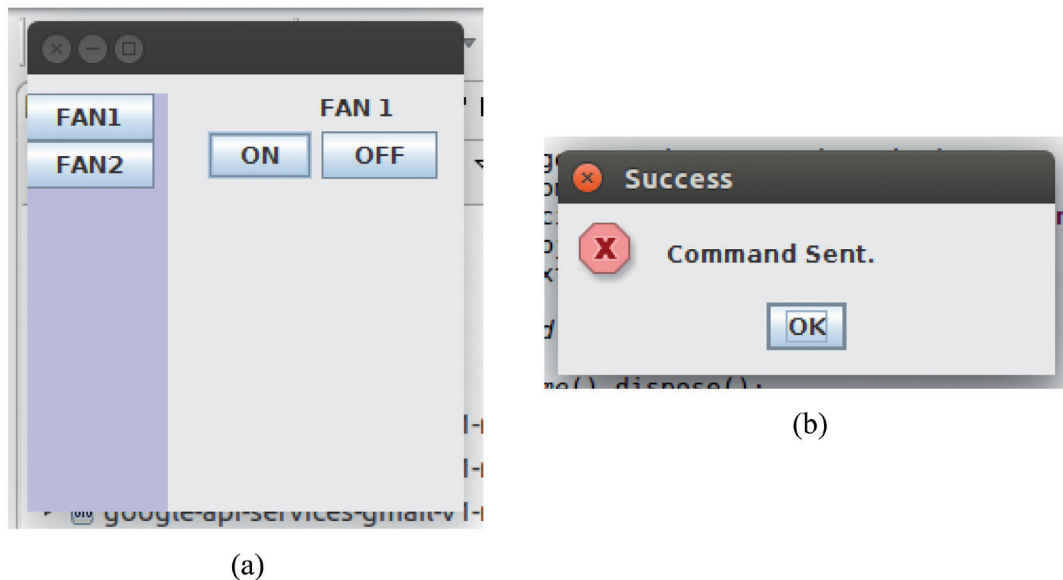 FAN1
FAN2
FAN 1
ON
OFF
google-api-services-gmail-v
(a)
Success
X
Command Sent.
OK
me() dispose();
(b)